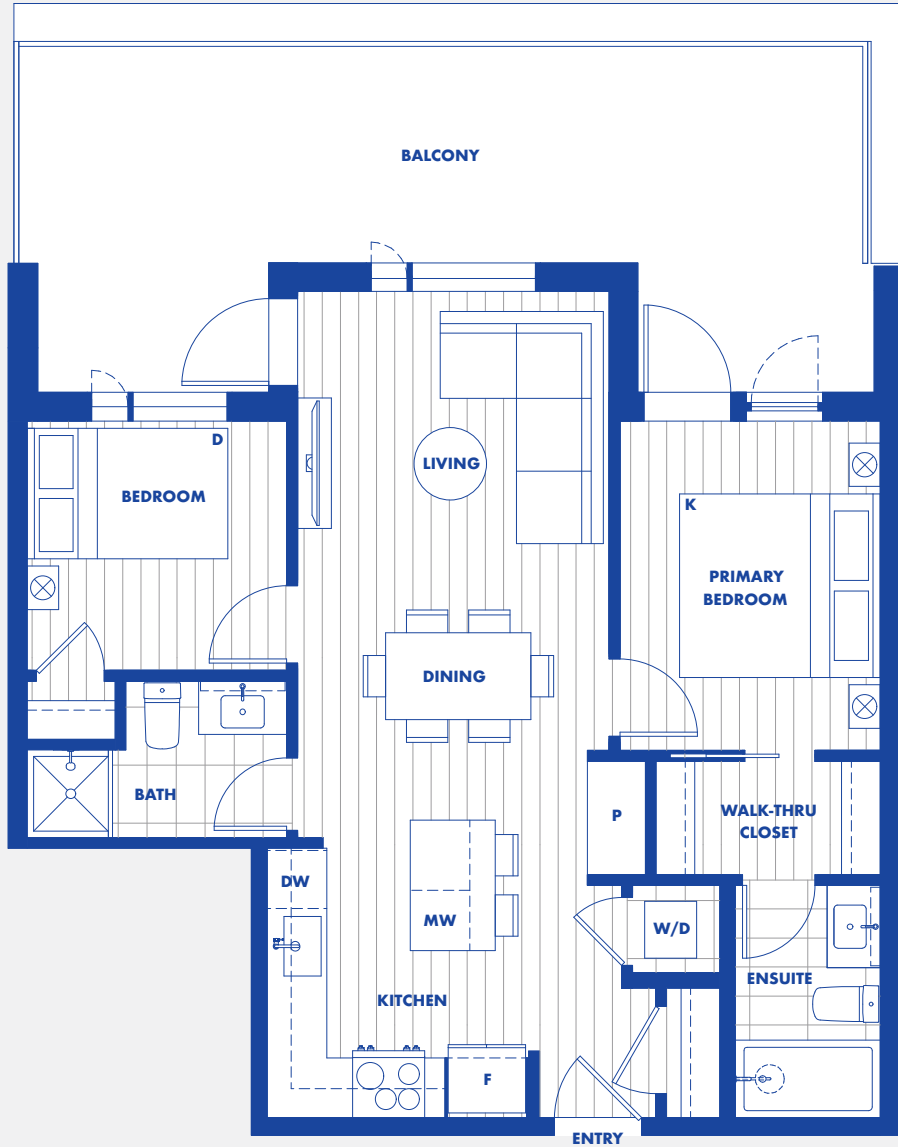 BALCONY
D
BEDROOM
LIVING
K
PRIMARY
BEDROOM
DINING
BATH
P
WALK-THRU
CLOSET
DW
MW
W/D
ENSUITE
KITCHEN
F
ENTRY